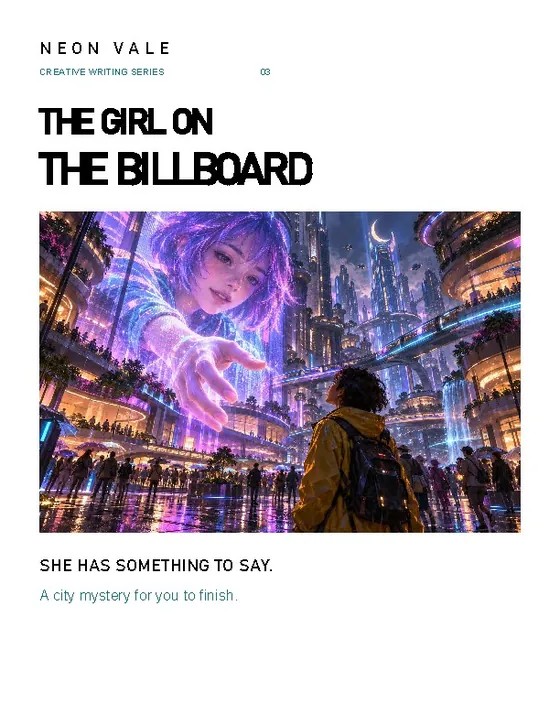 NEON VALE
CREATIVE WRITING SERIES 03
THE GIRL ON
THE BILLBOARD
SHE HAS SOMETHING TO SAY.
A city mystery for you to finish.